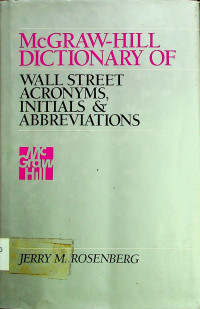 McGRAW-HILL
DICTIONARY OF
WALL STREET
ACRONYMS,
INITIALS &
ABBREVIATIONS
Mc
Graw
Hill
JERRY M. ROSENBERG